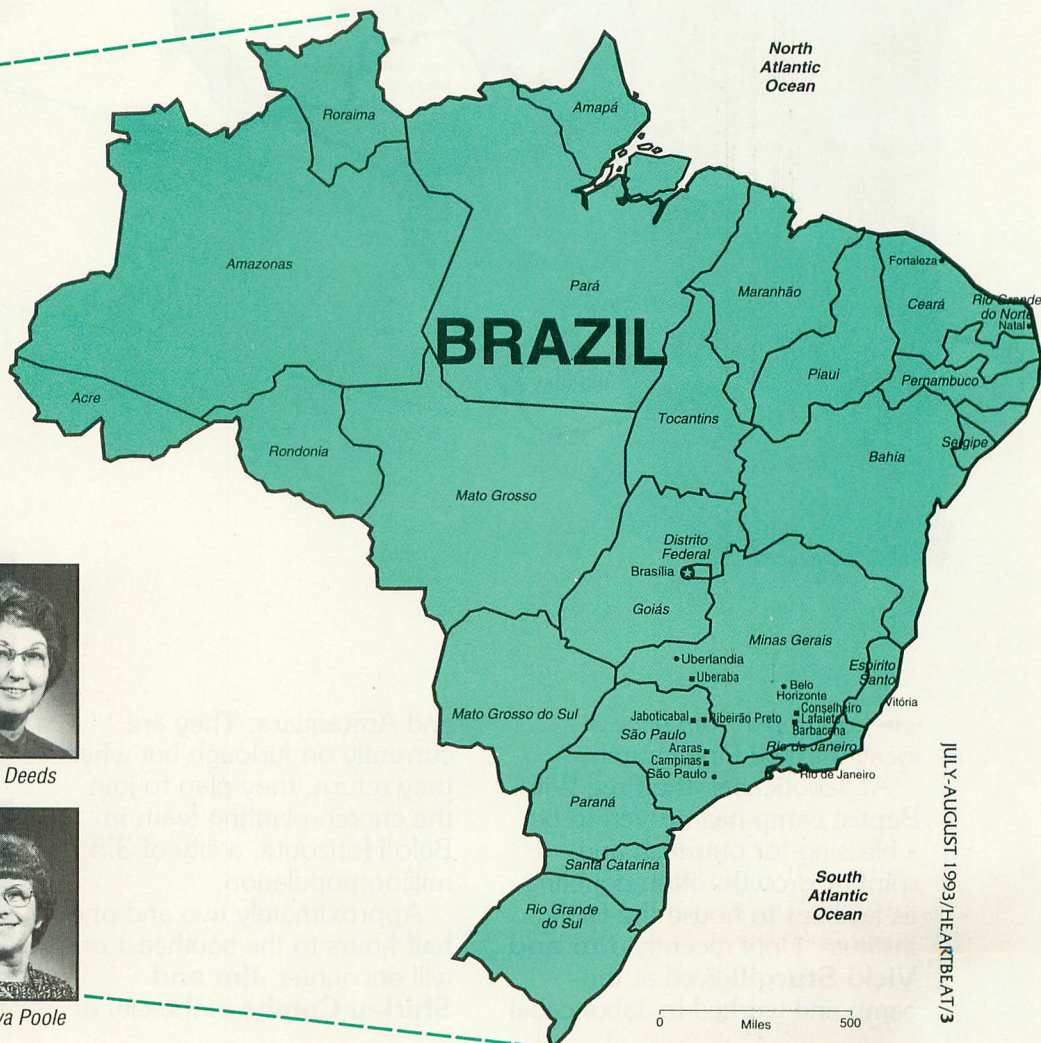 North
Atlantic
Ocean
Roraima
Amapá
Amazonas
Pará
Maranhão
Fortaleza
Ceará
Rio Grande
do Norte
Natal
BRAZIL
Piaui
Pernambuco
Acre
Tocantins
Sergipe
Rondonia
Bahía
Mato Grosso
Distrito
Federal
Brasília
Goiás
Minas Gerais
Uberlandia
Uberaba
Espirito
Santo
Belo
Horizonte
Vitória
Conselheiro
Lafaiete
Barbacena
Mato Grosso do Sul
Jaboticabal
Ribeirão Preto
São Paulo
Araras
Campinas
São Paulo
Rio de Janeiro
Rio de Janeiro
Paraná
Santa Catarina
Rio Grande
do Sul
South
Atlantic
Ocean
0 Miles 500
Deeds
va Poole
JULY-AUGUST 1993/HEARTBEAT/3